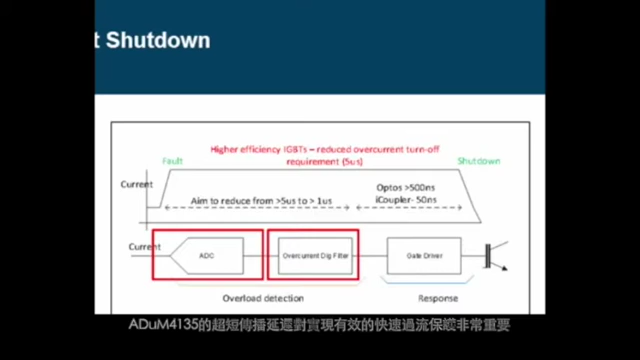 t Shutdown
Higher efficiency IGBTs – reduced overcurrent turn-off
requirement (5us)
Fault
Shutdown
Current
Aim to reduce from >5us to > 1us
Optos >500ns
iCoupler- 50ns
Current
ADC
Overcurrent Dig Filter
Gate Driver
Overload detection
Response
ADuM4135的超短傳播延遲對實現有效的快速過流保護非常重要